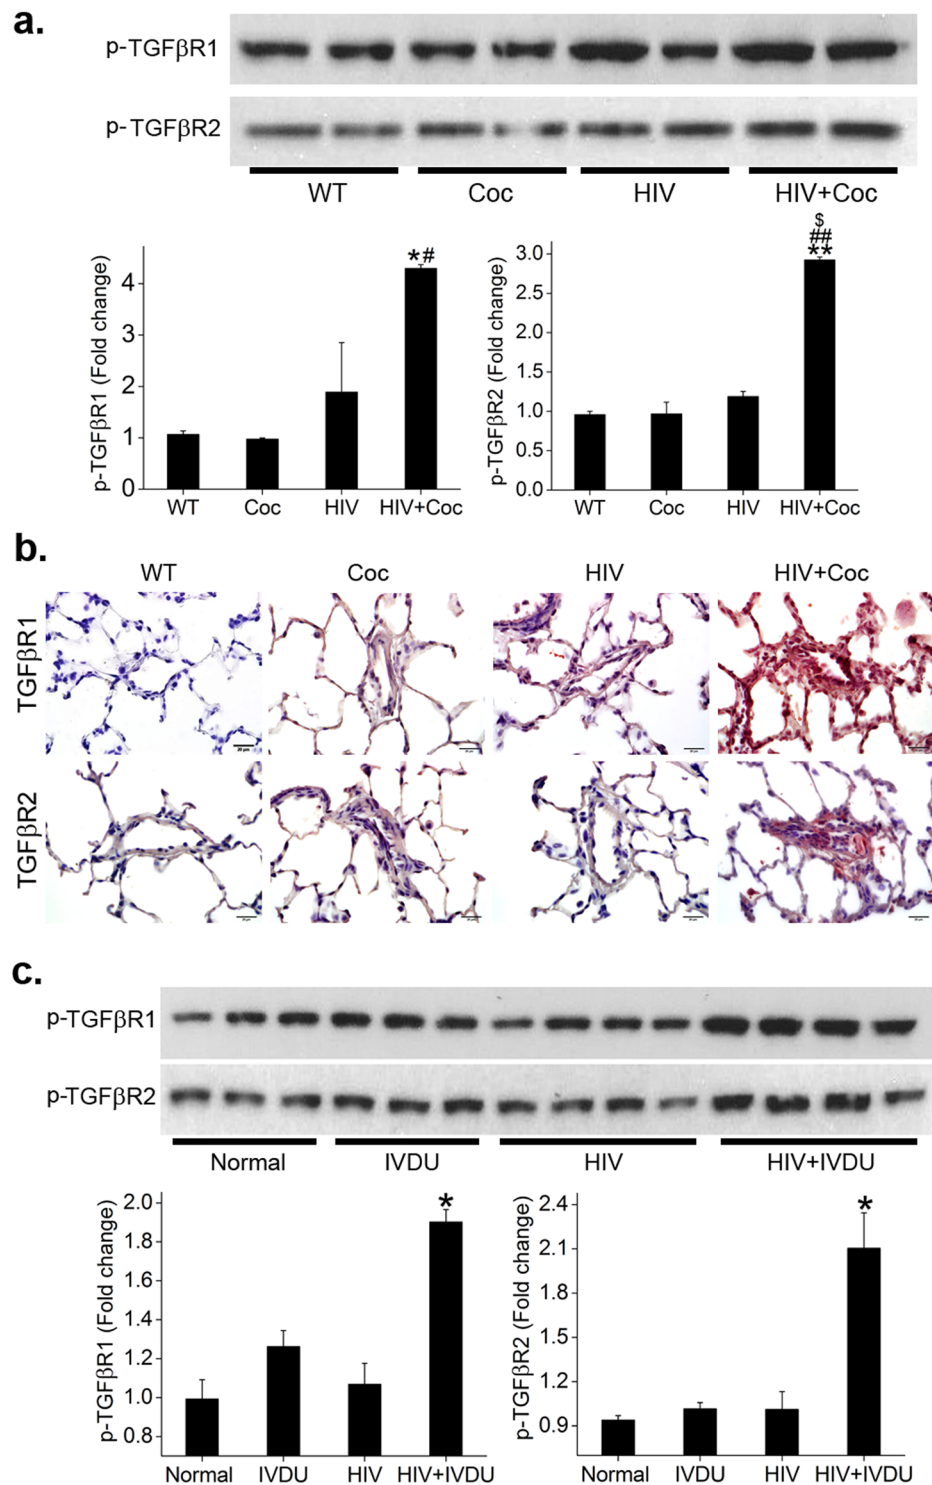 a.
p-TGFβR1
p-TGFβR2
WT Coc HIV HIV+Coc
p-TGFβR1 (Fold change)
4
3
2
1
0
*#
WT Coc HIV HIV+Coc
p-TGFβR2 (Fold change)
3.0
2.5
2.0
1.5
1.0
0.5
0.0
$
##
**
WT Coc HIV HIV+Coc
b.
WT Coc HIV HIV+Coc
TGFβR1
20 μm
TGFβR2
c.
p-TGFβR1
p-TGFβR2
Normal IVDU HIV HIV+IVDU
p-TGFβR1 (Fold change)
2.0
1.8
1.6
1.4
1.2
1.0
0.8
*
Normal IVDU HIV HIV+IVDU
p-TGFβR2 (Fold change)
2.4
2.1
1.8
1.5
1.2
0.9
*
Normal IVDU HIV HIV+IVDU